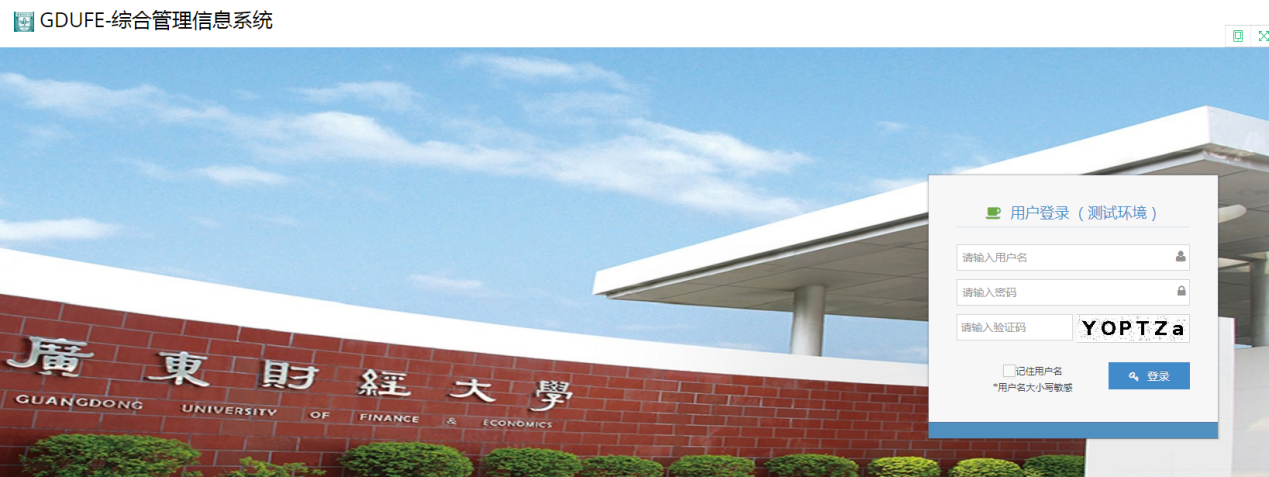 GDUFE-综合管理信息系统
廣東財經大學
GUANGDONG UNIVERSITY OF FINANCE & ECONOMICS
用户登录（测试环境）
请输入用户名
请输入密码
请输入验证码 YOPTZa
记住用户名
*用户名大小写敏感
登录